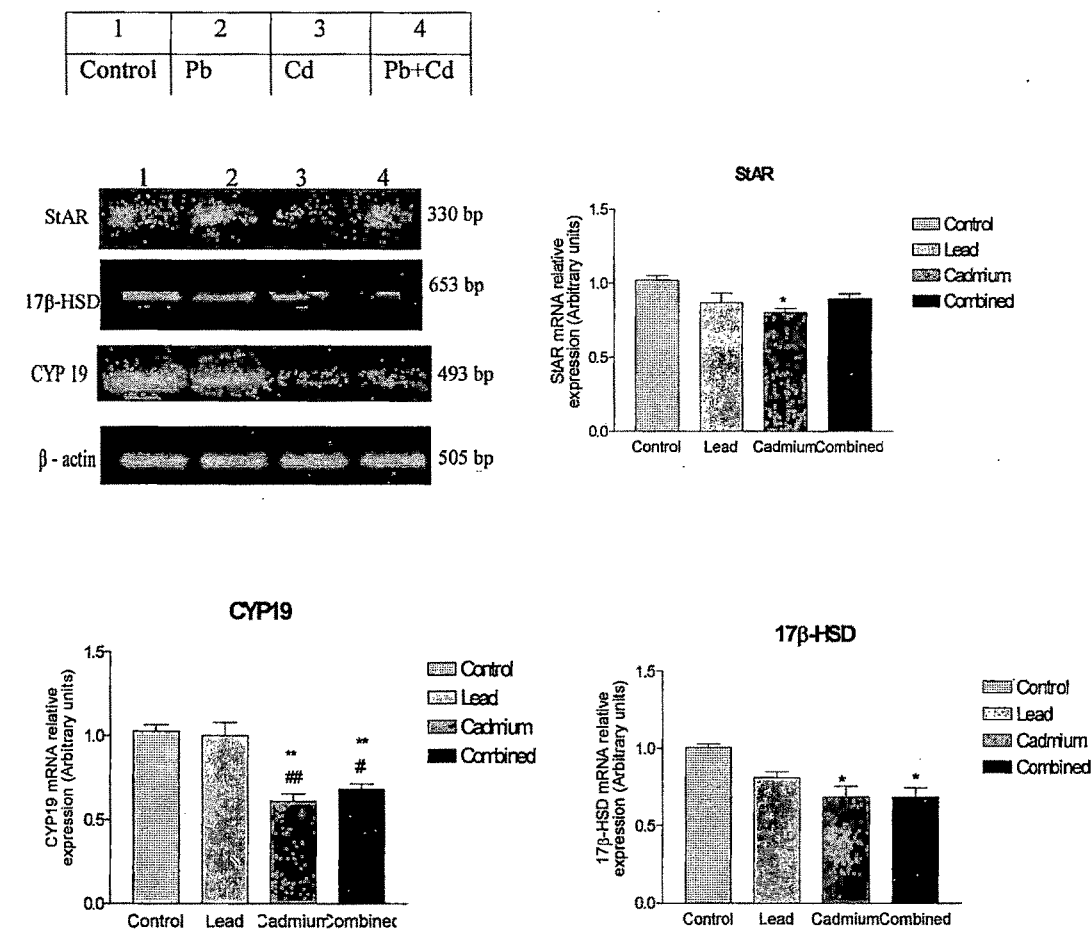 1 2 3 4
Control Pb Cd Pb+Cd
1 2 3 4
StAR 330 bp
17β-HSD 653 bp
CYP 19 493 bp
β - actin 505 bp
StAR
StAR mRNA relative
expression (Arbitrary units)
1.5
1.0
0.5
0.0
*
Control Lead Cadmium Combined
Control
Lead
Cadmium
Combined
CYP19
CYP19 mRNA relative
expression (Arbitrary units)
1.5
1.0
0.5
0.0
** **
## #
Control Lead Cadmium Combined
Control
Lead
Cadmium
Combined
17β-HSD
17β-HSD mRNA relative
expression (Arbitrary units)
1.5
1.0
0.5
0.0
* *
Control Lead Cadmium Combined
Control
Lead
Cadmium
Combined